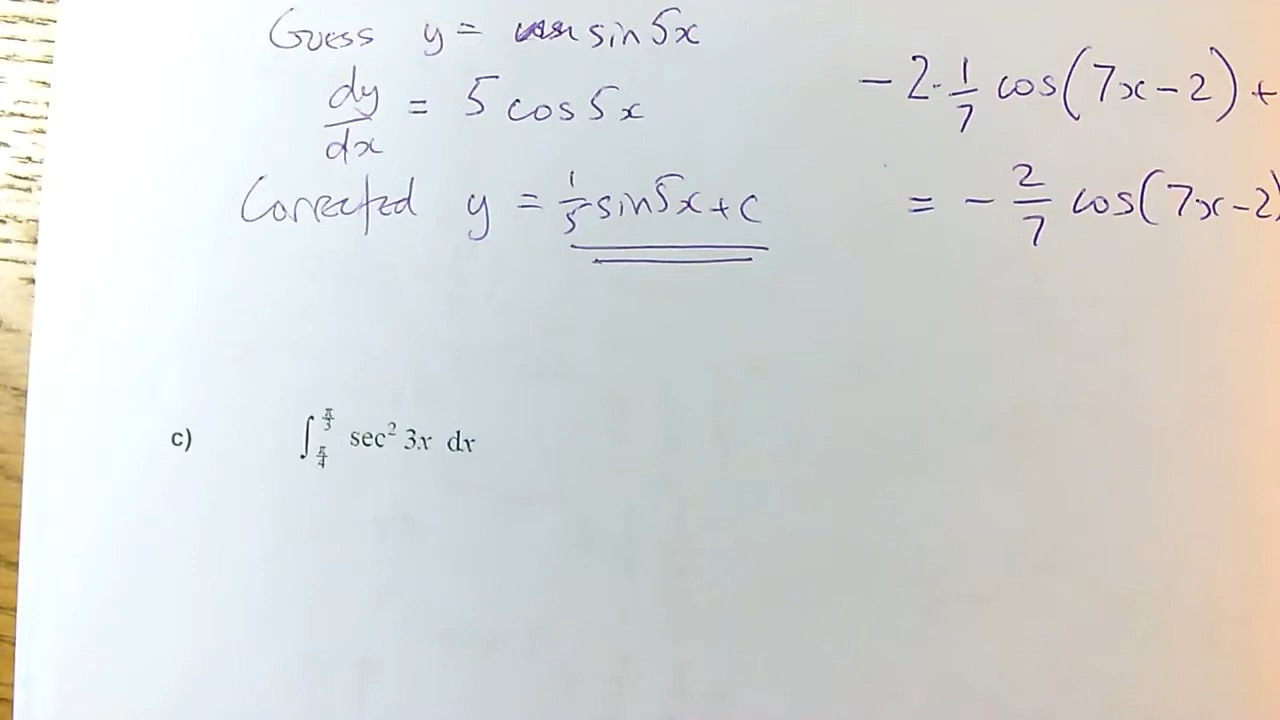 Guess y = sin 5x
dy/dx = 5 cos 5x
Corrected y = 1/5 sin 5x + c
- 2 · 1/7 cos(7x - 2) +
= - 2/7 cos(7x - 2)
c) ∫_{π/4}^{π/3} sec² 3x dx